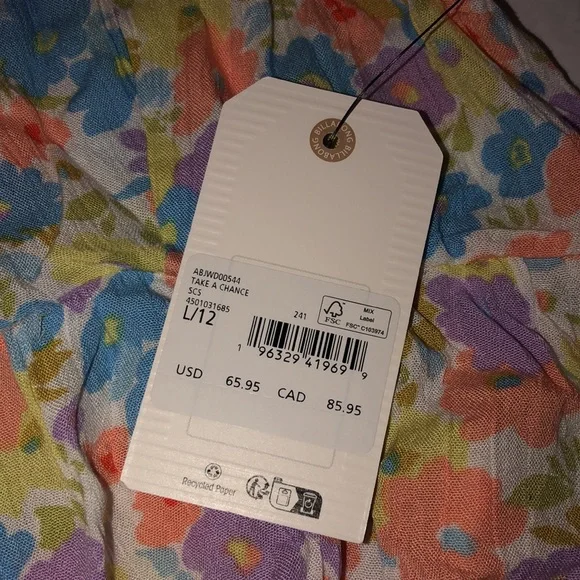 BILLABONG BILLABONG
ABJWD00544
TAKE A CHANCE
SCS
4501031685
L/12
241
FSC
MIX
Label
FSC™ C103974
1 96329 41969 9
USD 65.95 CAD 85.95
Recycled Paper